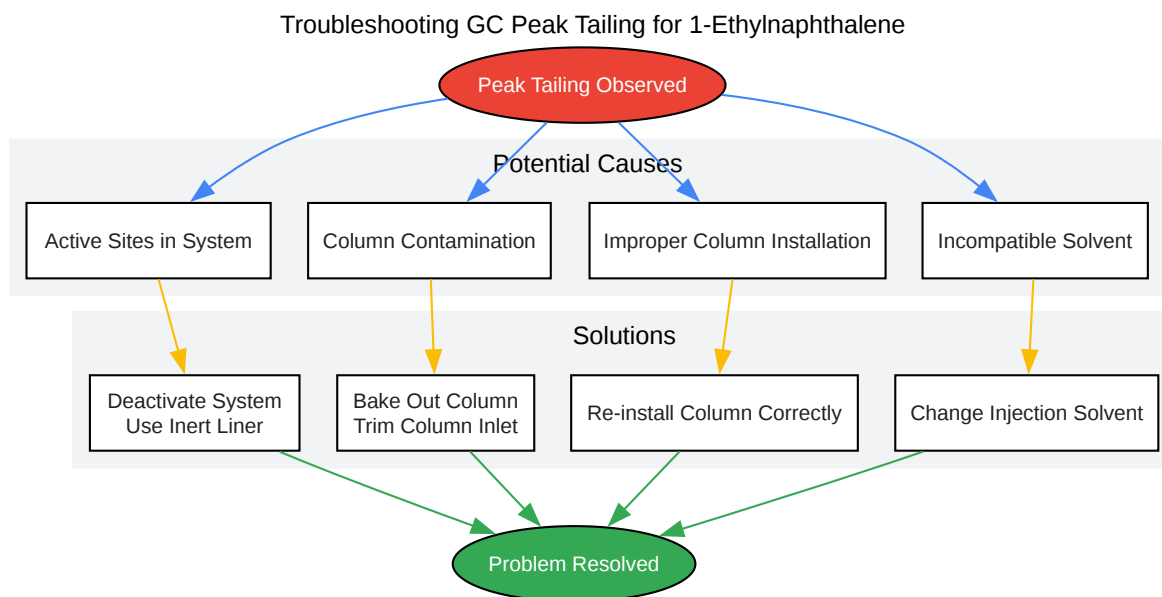 Troubleshooting GC Peak Tailing for 1-Ethylnaphthalene
Peak Tailing Observed
Potential Causes
Active Sites in System
Column Contamination
Improper Column Installation
Incompatible Solvent
Solutions
Deactivate System
Use Inert Liner
Bake Out Column
Trim Column Inlet
Re-install Column Correctly
Change Injection Solvent
Problem Resolved